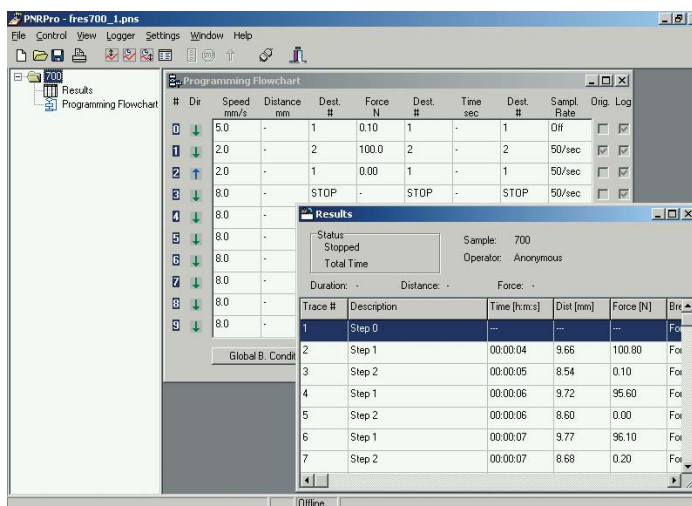 PNRPro - fres700_1.pns
File Control View Logger Settings Window Help
700
Results
Programming Flowchart
Programming Flowchart
# Dir Speed mm/s Distance mm Dest. # Force N Dest. # Time sec Dest. # Sampl. Rate Orig. Log
0 5.0 - 1 0.10 1 - 1 Off
1 2.0 - 2 100.0 2 - 2 50/sec
2 2.0 - 1 0.00 1 - 1 50/sec
3 8.0 - STOP - STOP - STOP 50/sec
4 8.0 -
5 8.0 -
6 8.0 -
7 8.0 -
8 8.0 -
9 8.0 -
Global B. Condit
Results
Status
Stopped
Total Time
Sample: 700
Operator: Anonymous
Duration: - Distance: - Force: -
Trace # Description Time [h:m:s] Dist [mm] Force [N] Bre
1 Step 0 --- --- --- For
2 Step 1 00:00:04 9.66 100.80 For
3 Step 2 00:00:05 8.54 0.10 For
4 Step 1 00:00:06 9.72 95.60 For
5 Step 2 00:00:06 8.60 0.00 For
6 Step 1 00:00:07 9.77 96.10 For
7 Step 2 00:00:07 8.68 0.20 For
Offline